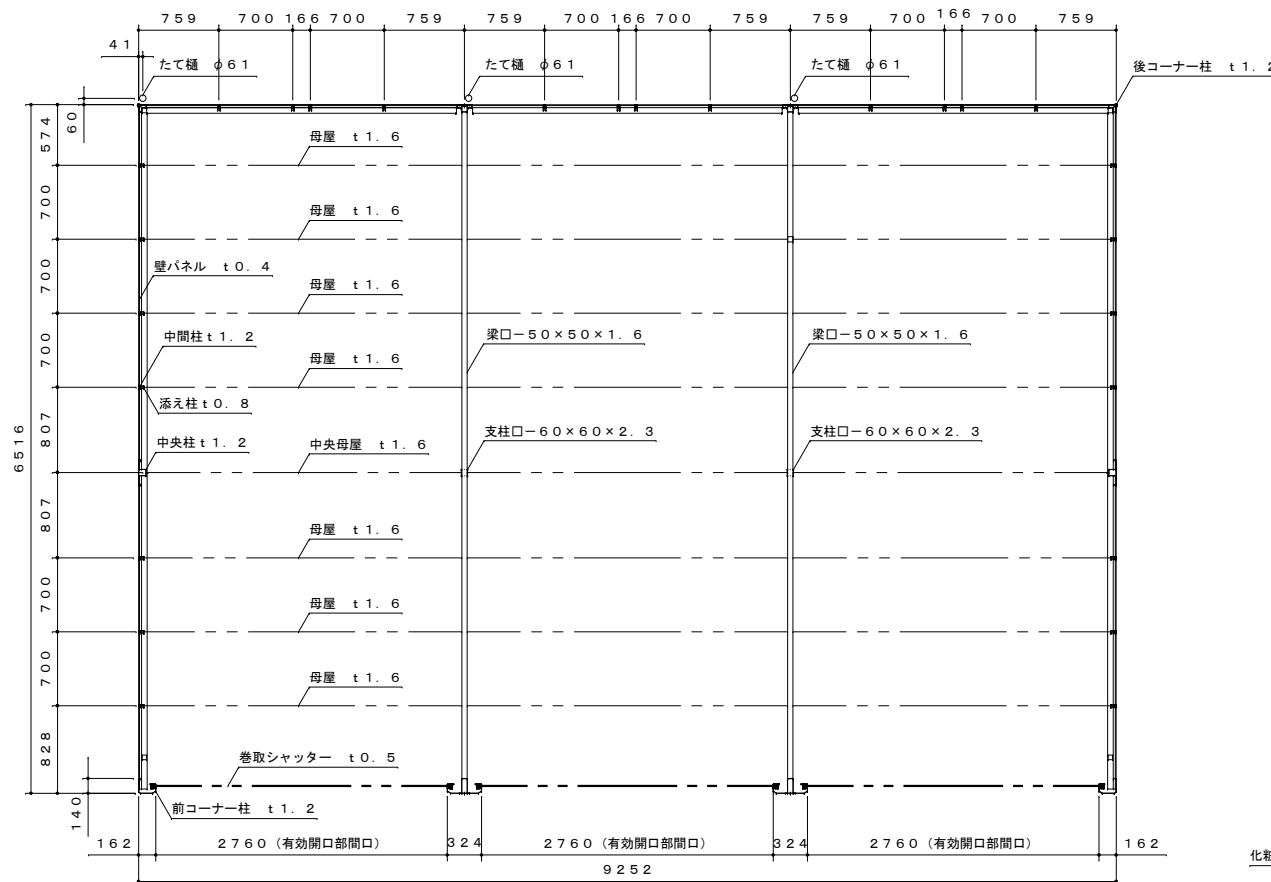 759 700 166 700 759 759 700 166 700 759 759 700 166 700 759
41
たて樋 φ61 たて樋 φ61 たて樋 φ61 後コーナー柱 t1.2
60
574
母屋 t1.6
700
母屋 t1.6
700
壁パネル t0.4
母屋 t1.6
700
中間柱t1.2
梁口-50×50×1.6 梁口-50×50×1.6
母屋 t1.6
700
添え柱t0.8
807
中央柱t1.2 中央母屋 t1.6 支柱口-60×60×2.3 支柱口-60×60×2.3
6516
807
母屋 t1.6
700
母屋 t1.6
700
母屋 t1.6
828
巻取シャッター t0.5
140
前コーナー柱 t1.2
162 2760(有効開口部間口) 324 2760(有効開口部間口) 324 2760(有効開口部間口) 162
9252
化粧